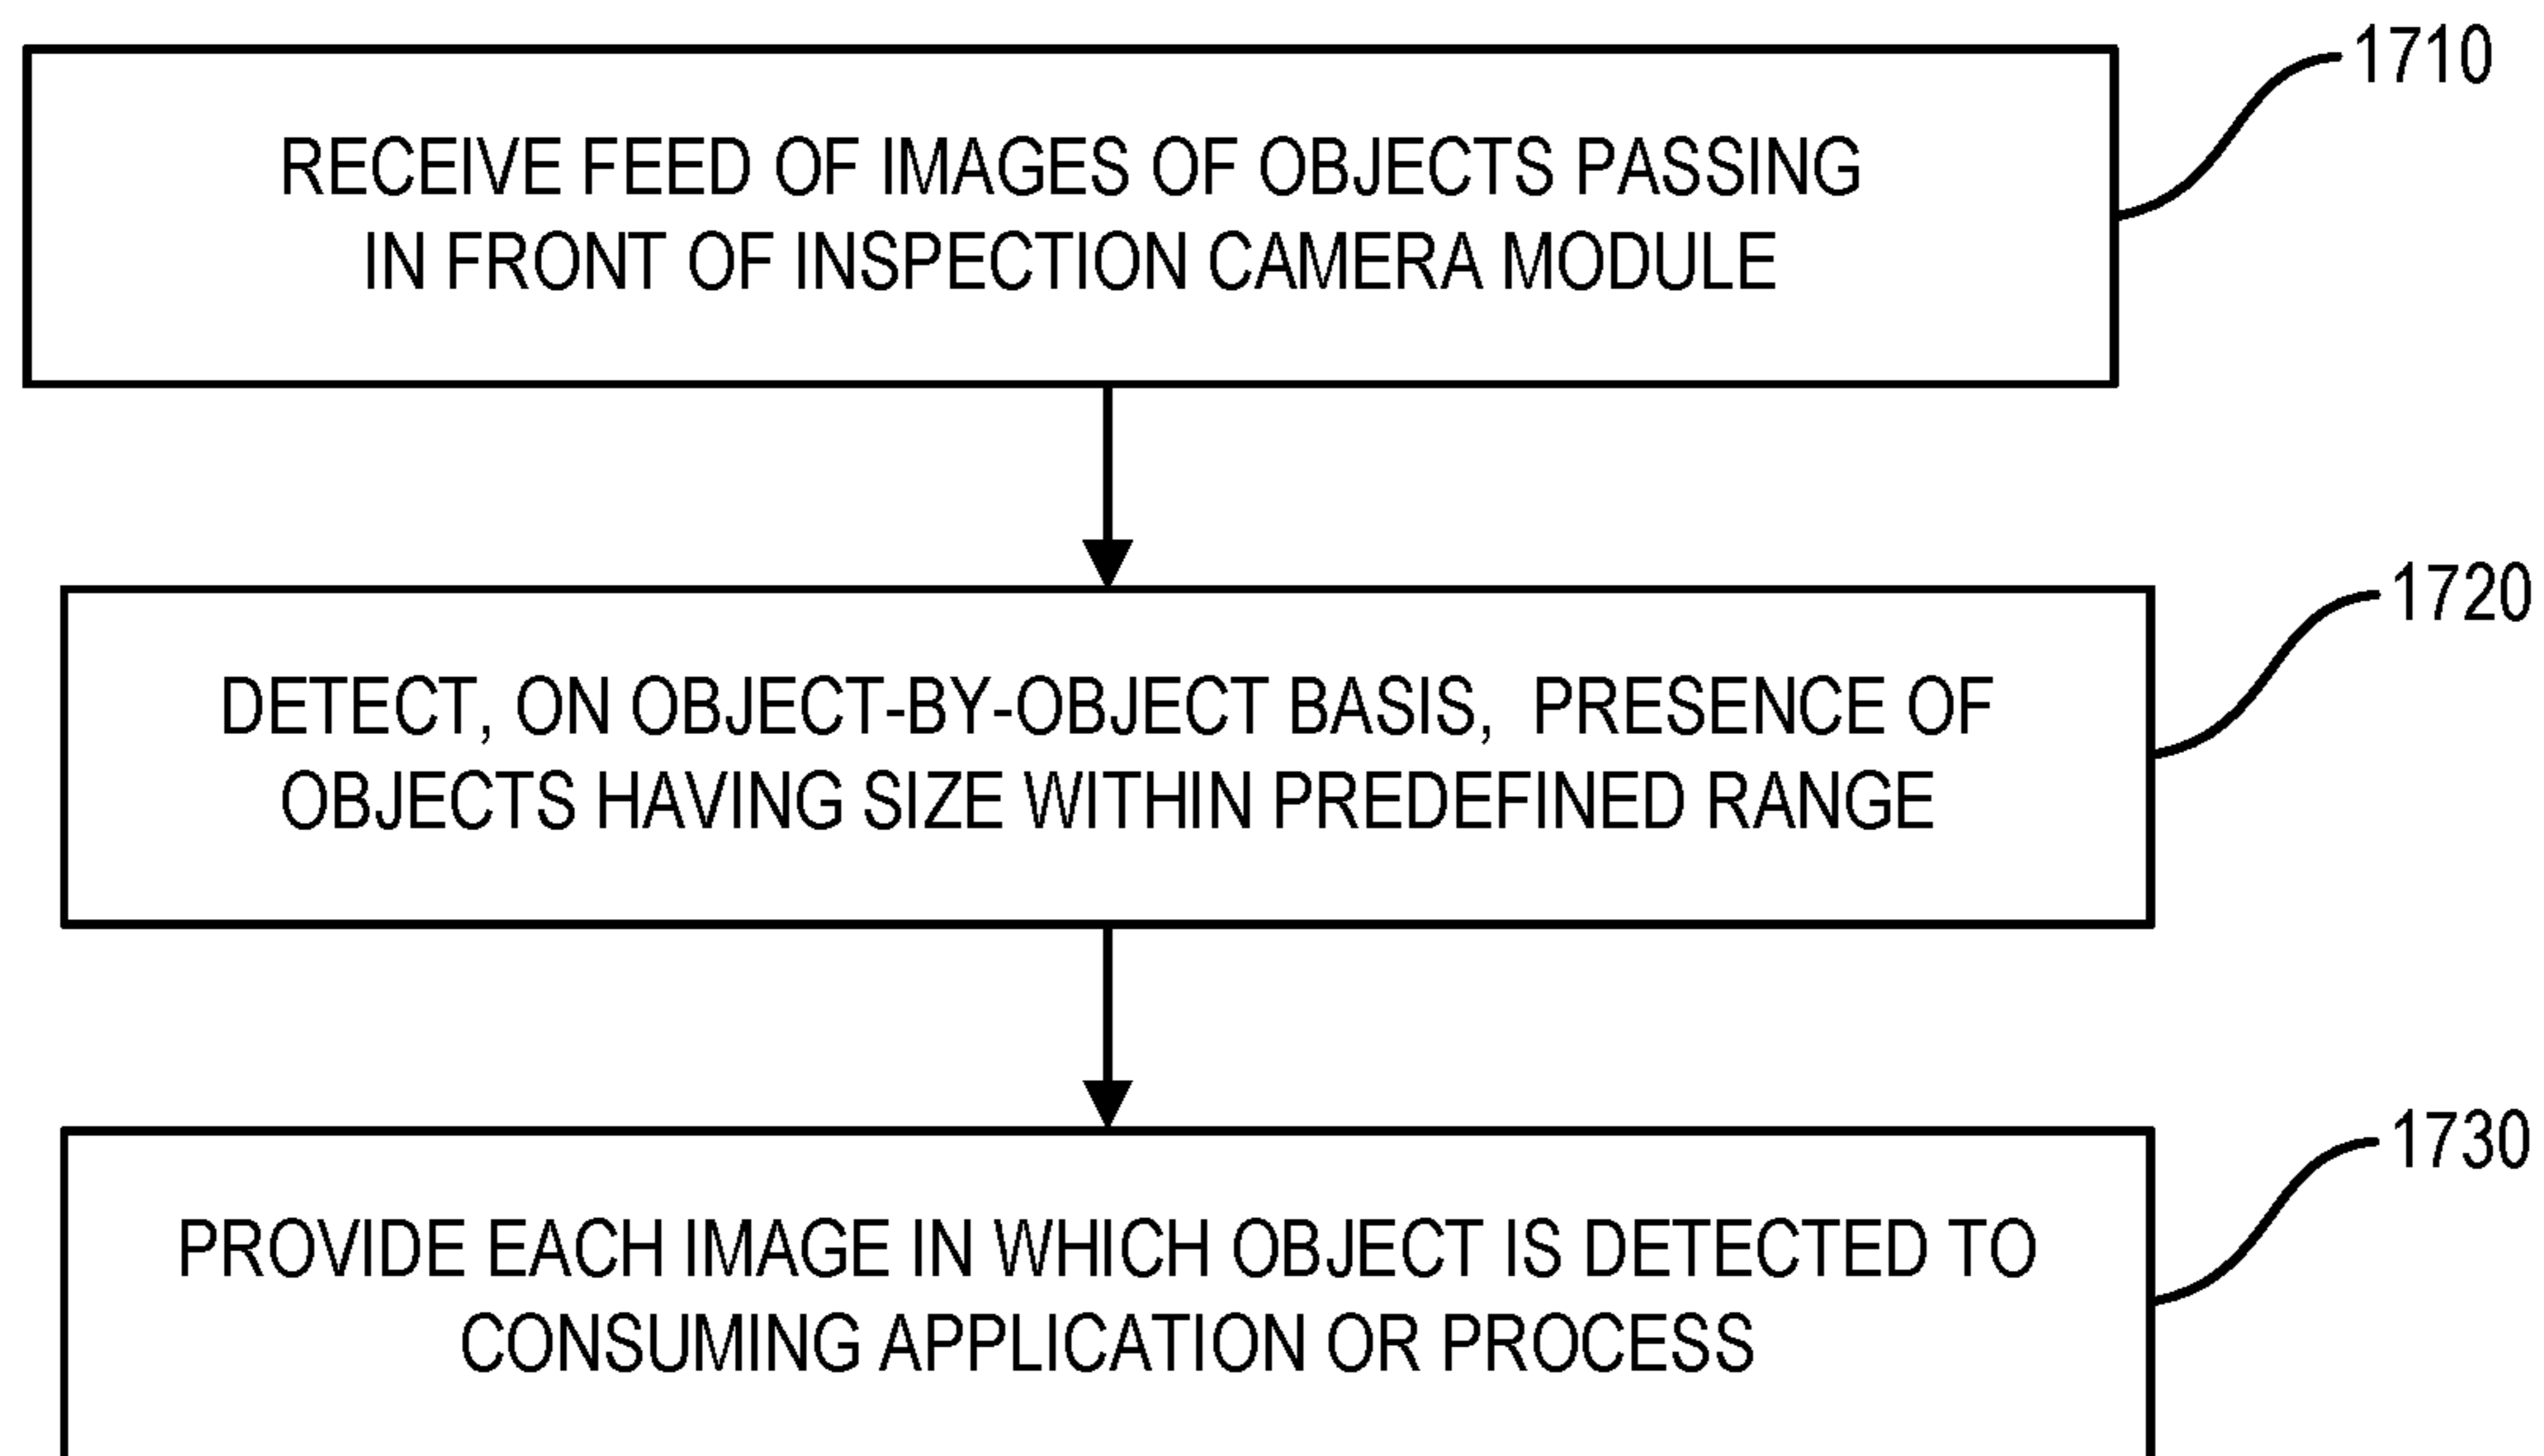 1710
RECEIVE FEED OF IMAGES OF OBJECTS PASSING
IN FRONT OF INSPECTION CAMERA MODULE
1720
DETECT, ON OBJECT-BY-OBJECT BASIS,  PRESENCE OF
OBJECTS HAVING SIZE WITHIN PREDEFINED RANGE
1730
PROVIDE EACH IMAGE IN WHICH OBJECT IS DETECTED TO
CONSUMING APPLICATION OR PROCESS